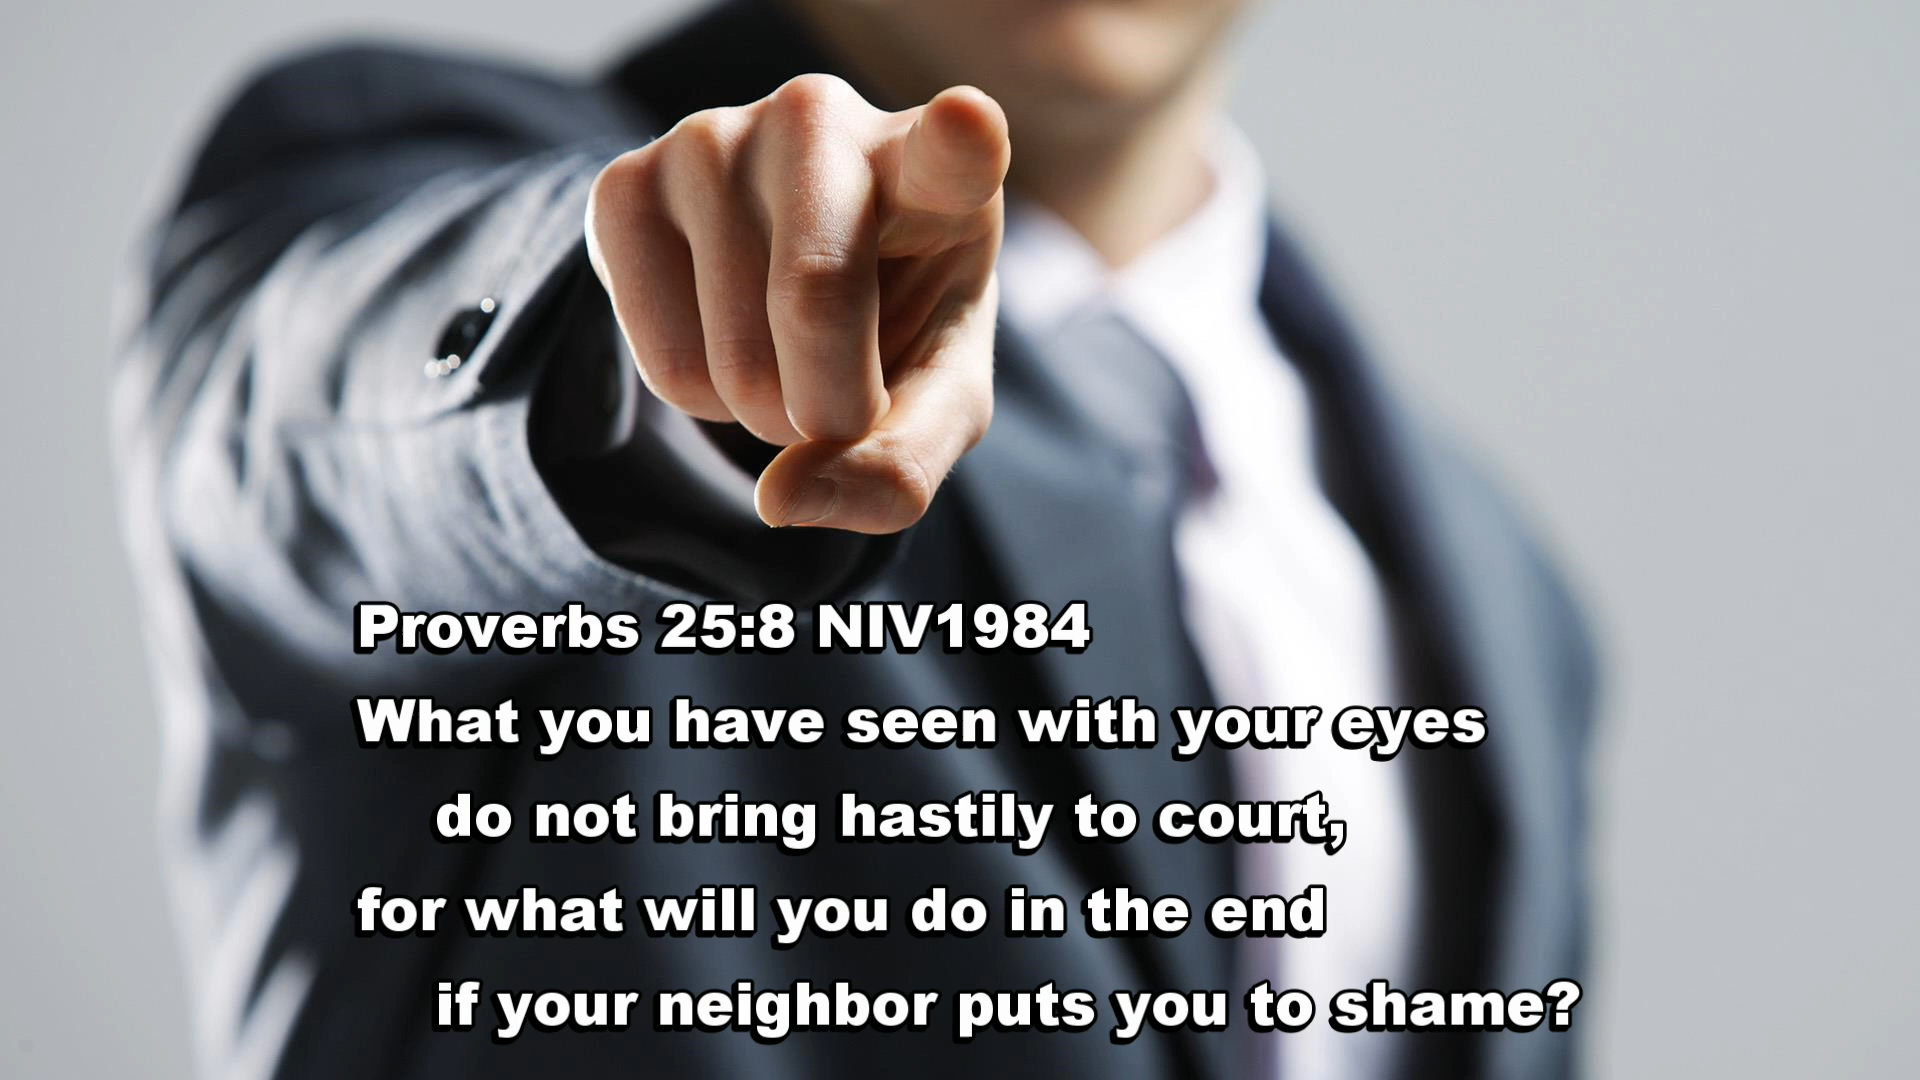 Proverbs 25:8 NIV1984
What you have seen with your eyes
do not bring hastily to court,
for what will you do in the end
if your neighbor puts you to shame?